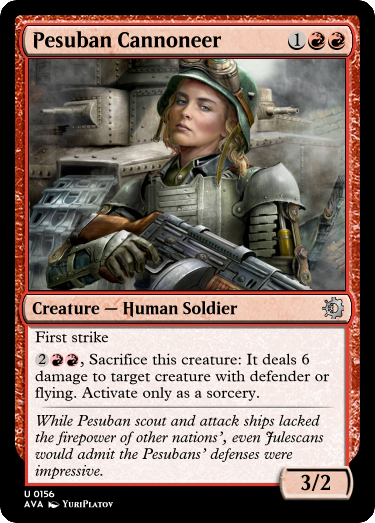 Pesuban Cannoneer 1
Creature — Human Soldier
First strike
2, Sacrifice this creature: It deals 6
damage to target creature with defender or
flying. Activate only as a sorcery.
While Pesuban scout and attack ships lacked
the firepower of other nations’, even Julescans
would admit the Pesubans’ defenses were
impressive.
3/2
U 0156
AVA YuriPlatov